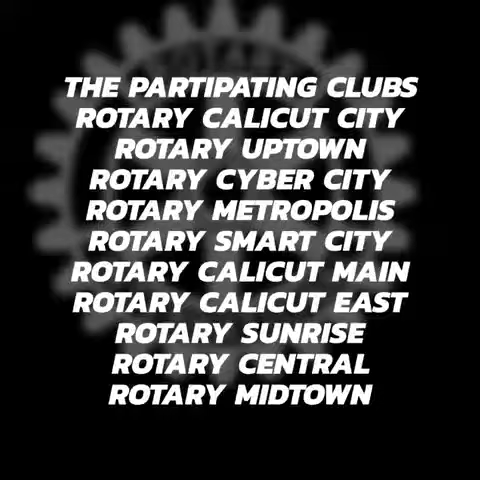 THE PARTIPATING CLUBS
ROTARY CALICUT CITY
ROTARY UPTOWN
ROTARY CYBER CITY
ROTARY METROPOLIS
ROTARY SMART CITY
ROTARY CALICUT MAIN
ROTARY CALICUT EAST
ROTARY SUNRISE
ROTARY CENTRAL
ROTARY MIDTOWN